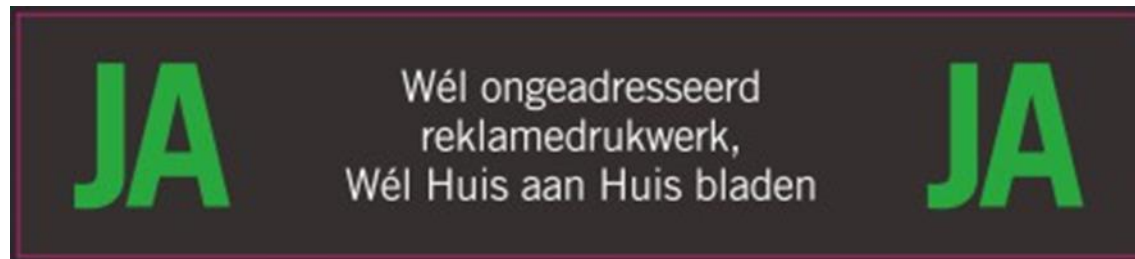 JA
Wél ongeadresseerd
reklamedrukwerk,
Wél Huis aan Huis bladen
JA